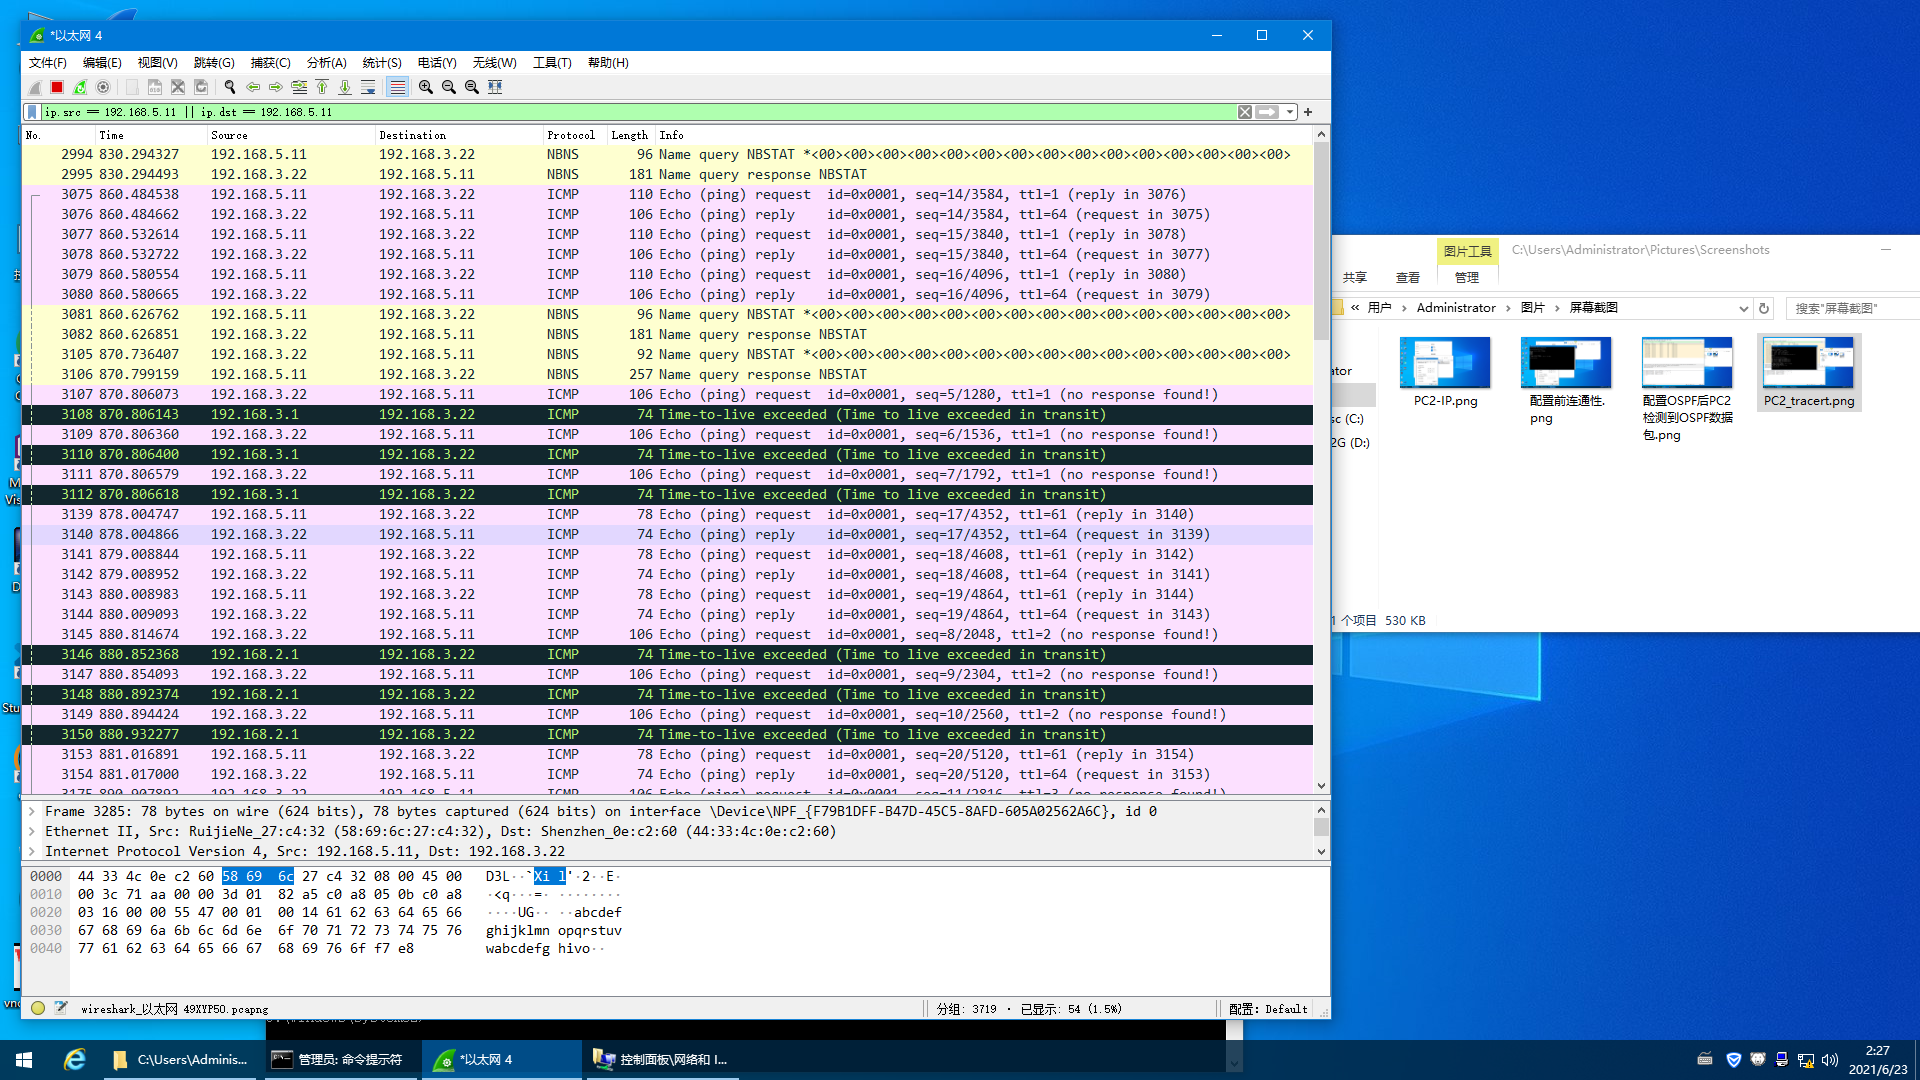 *以太网 4
文件(F) 编辑(E) 视图(V) 跳转(G) 捕获(C) 分析(A) 统计(S) 电话(Y) 无线(W) 工具(T) 帮助(H)
ip.src == 192.168.5.11 || ip.dst == 192.168.5.11
No. Time Source Destination Protocol Length Info
2994 830.294327 192.168.5.11 192.168.3.22 NBNS 96 Name query NBSTAT *<00><00><00><00><00><00><00><00><00><00><00><00><00><00><00>
2995 830.294493 192.168.3.22 192.168.5.11 NBNS 181 Name query response NBSTAT
3075 860.484538 192.168.5.11 192.168.3.22 ICMP 110 Echo (ping) request id=0x0001, seq=14/3584, ttl=1 (reply in 3076)
3076 860.484662 192.168.3.22 192.168.5.11 ICMP 106 Echo (ping) reply id=0x0001, seq=14/3584, ttl=64 (request in 3075)
3077 860.532614 192.168.5.11 192.168.3.22 ICMP 110 Echo (ping) request id=0x0001, seq=15/3840, ttl=1 (reply in 3078)
3078 860.532722 192.168.3.22 192.168.5.11 ICMP 106 Echo (ping) reply id=0x0001, seq=15/3840, ttl=64 (request in 3077)
3079 860.580554 192.168.5.11 192.168.3.22 ICMP 110 Echo (ping) request id=0x0001, seq=16/4096, ttl=1 (reply in 3080)
3080 860.580665 192.168.3.22 192.168.5.11 ICMP 106 Echo (ping) reply id=0x0001, seq=16/4096, ttl=64 (request in 3079)
3081 860.626762 192.168.5.11 192.168.3.22 NBNS 96 Name query NBSTAT *<00><00><00><00><00><00><00><00><00><00><00><00><00><00><00>
3082 860.626851 192.168.3.22 192.168.5.11 NBNS 181 Name query response NBSTAT
3105 870.736407 192.168.3.22 192.168.5.11 NBNS 92 Name query NBSTAT *<00><00><00><00><00><00><00><00><00><00><00><00><00><00><00>
3106 870.799159 192.168.5.11 192.168.3.22 NBNS 257 Name query response NBSTAT
3107 870.806073 192.168.3.22 192.168.5.11 ICMP 106 Echo (ping) request id=0x0001, seq=5/1280, ttl=1 (no response found!)
3108 870.806143 192.168.3.1 192.168.3.22 ICMP 74 Time-to-live exceeded (Time to live exceeded in transit)
3109 870.806360 192.168.3.22 192.168.5.11 ICMP 106 Echo (ping) request id=0x0001, seq=6/1536, ttl=1 (no response found!)
3110 870.806400 192.168.3.1 192.168.3.22 ICMP 74 Time-to-live exceeded (Time to live exceeded in transit)
3111 870.806579 192.168.3.22 192.168.5.11 ICMP 106 Echo (ping) request id=0x0001, seq=7/1792, ttl=1 (no response found!)
3112 870.806618 192.168.3.1 192.168.3.22 ICMP 74 Time-to-live exceeded (Time to live exceeded in transit)
3139 878.004747 192.168.5.11 192.168.3.22 ICMP 78 Echo (ping) request id=0x0001, seq=17/4352, ttl=61 (reply in 3140)
3140 878.004866 192.168.3.22 192.168.5.11 ICMP 74 Echo (ping) reply id=0x0001, seq=17/4352, ttl=64 (request in 3139)
3141 879.008844 192.168.5.11 192.168.3.22 ICMP 78 Echo (ping) request id=0x0001, seq=18/4608, ttl=61 (reply in 3142)
3142 879.008952 192.168.3.22 192.168.5.11 ICMP 74 Echo (ping) reply id=0x0001, seq=18/4608, ttl=64 (request in 3141)
3143 880.008983 192.168.5.11 192.168.3.22 ICMP 78 Echo (ping) request id=0x0001, seq=19/4864, ttl=61 (reply in 3144)
3144 880.009093 192.168.3.22 192.168.5.11 ICMP 74 Echo (ping) reply id=0x0001, seq=19/4864, ttl=64 (request in 3143)
3145 880.814674 192.168.3.22 192.168.5.11 ICMP 106 Echo (ping) request id=0x0001, seq=8/2048, ttl=2 (no response found!)
3146 880.852368 192.168.2.1 192.168.3.22 ICMP 74 Time-to-live exceeded (Time to live exceeded in transit)
3147 880.854093 192.168.3.22 192.168.5.11 ICMP 106 Echo (ping) request id=0x0001, seq=9/2304, ttl=2 (no response found!)
3148 880.892374 192.168.2.1 192.168.3.22 ICMP 74 Time-to-live exceeded (Time to live exceeded in transit)
3149 880.894424 192.168.3.22 192.168.5.11 ICMP 106 Echo (ping) request id=0x0001, seq=10/2560, ttl=2 (no response found!)
3150 880.932277 192.168.2.1 192.168.3.22 ICMP 74 Time-to-live exceeded (Time to live exceeded in transit)
3153 881.016891 192.168.5.11 192.168.3.22 ICMP 78 Echo (ping) request id=0x0001, seq=20/5120, ttl=61 (reply in 3154)
3154 881.017000 192.168.3.22 192.168.5.11 ICMP 74 Echo (ping) reply id=0x0001, seq=20/5120, ttl=64 (request in 3153)
3175 890.907892 192.168.3.22 192.168.5.11 ICMP 106 Echo (ping) request id=0x0001, seq=11/2816, ttl=3 (no response found!)
Frame 3285: 78 bytes on wire (624 bits), 78 bytes captured (624 bits) on interface \Device\NPF_{F79B1DFF-B47D-45C5-8AFD-605A02562A6C}, id 0
Ethernet II, Src: RuijieNe_27:c4:32 (58:69:6c:27:c4:32), Dst: Shenzhen_0e:c2:60 (44:33:4c:0e:c2:60)
Internet Protocol Version 4, Src: 192.168.5.11, Dst: 192.168.3.22
0000 44 33 4c 0e c2 60 58 69 6c 27 c4 32 08 00 45 00 D3L··`Xi l'·2··E·
0010 00 3c 71 aa 00 00 3d 01 82 a5 c0 a8 05 0b c0 a8 ·<q···=· ········
0020 03 16 00 00 55 47 00 01 00 14 61 62 63 64 65 66 ····UG·· ··abcdef
0030 67 68 69 6a 6b 6c 6d 6e 6f 70 71 72 73 74 75 76 ghijklmn opqrstuv
0040 77 61 62 63 64 65 66 67 68 69 76 6f f7 e8 wabcdefg hivo··
wireshark_以太网 49XYP50.pcapng 分组: 3719 · 已显示: 54 (1.5%) 配置: Default
图片工具 C:\Users\Administrator\Pictures\Screenshots
共享 查看 管理
« 用户 › Administrator › 图片 › 屏幕截图 搜索"屏幕截图"
PC2-IP.png
配置前连通性.png
配置OSPF后PC2检测到OSPF数据包.png
PC2_tracert.png
ator
sc (C:)
2G (D:)
1 个项目 530 KB
Stu
vnc
C:\Users\Adminis...
管理员: 命令提示符
*以太网 4
控制面板\网络和 I...
2:27
2021/6/23